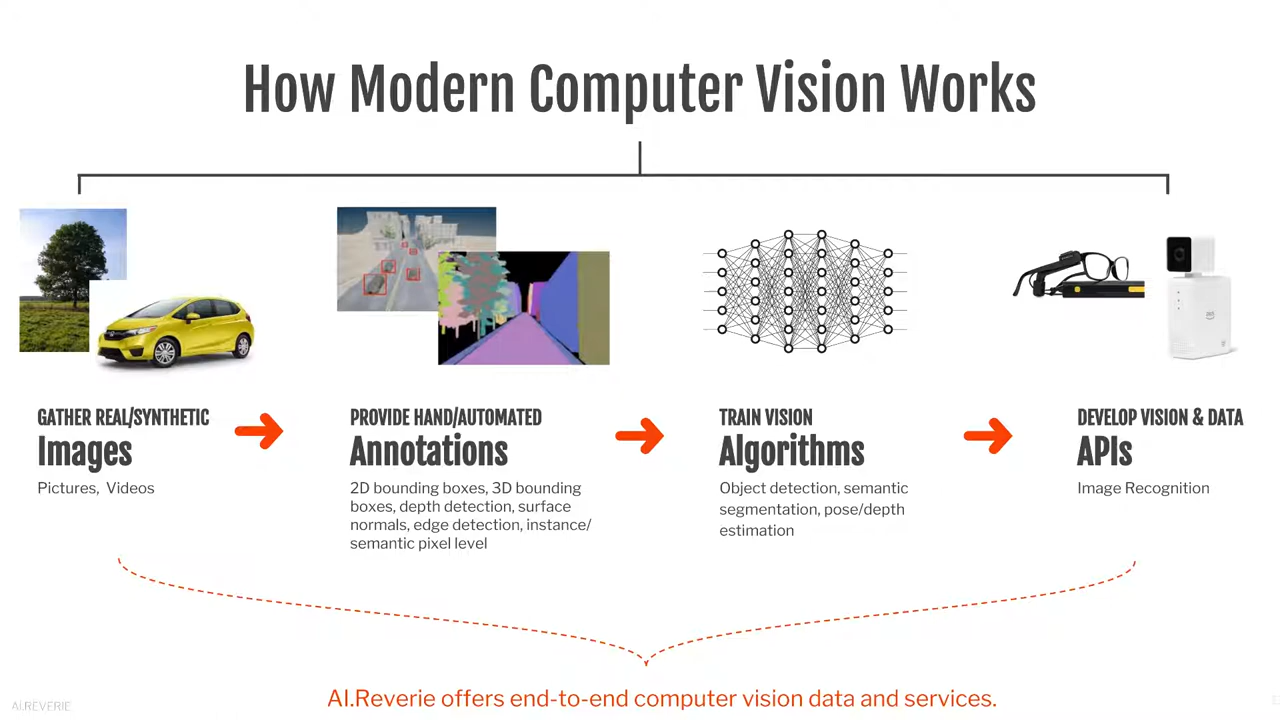 How Modern Computer Vision Works
GATHER REAL/SYNTHETIC
Images
Pictures, Videos
PROVIDE HAND/AUTOMATED
Annotations
2D bounding boxes, 3D bounding
boxes, depth detection, surface
normals, edge detection, instance/
semantic pixel level
TRAIN VISION
Algorithms
Object detection, semantic
segmentation, pose/depth
estimation
DEVELOP VISION & DATA
APIs
Image Recognition
AI.Reverie offers end-to-end computer vision data and services.
AI.REVERIE